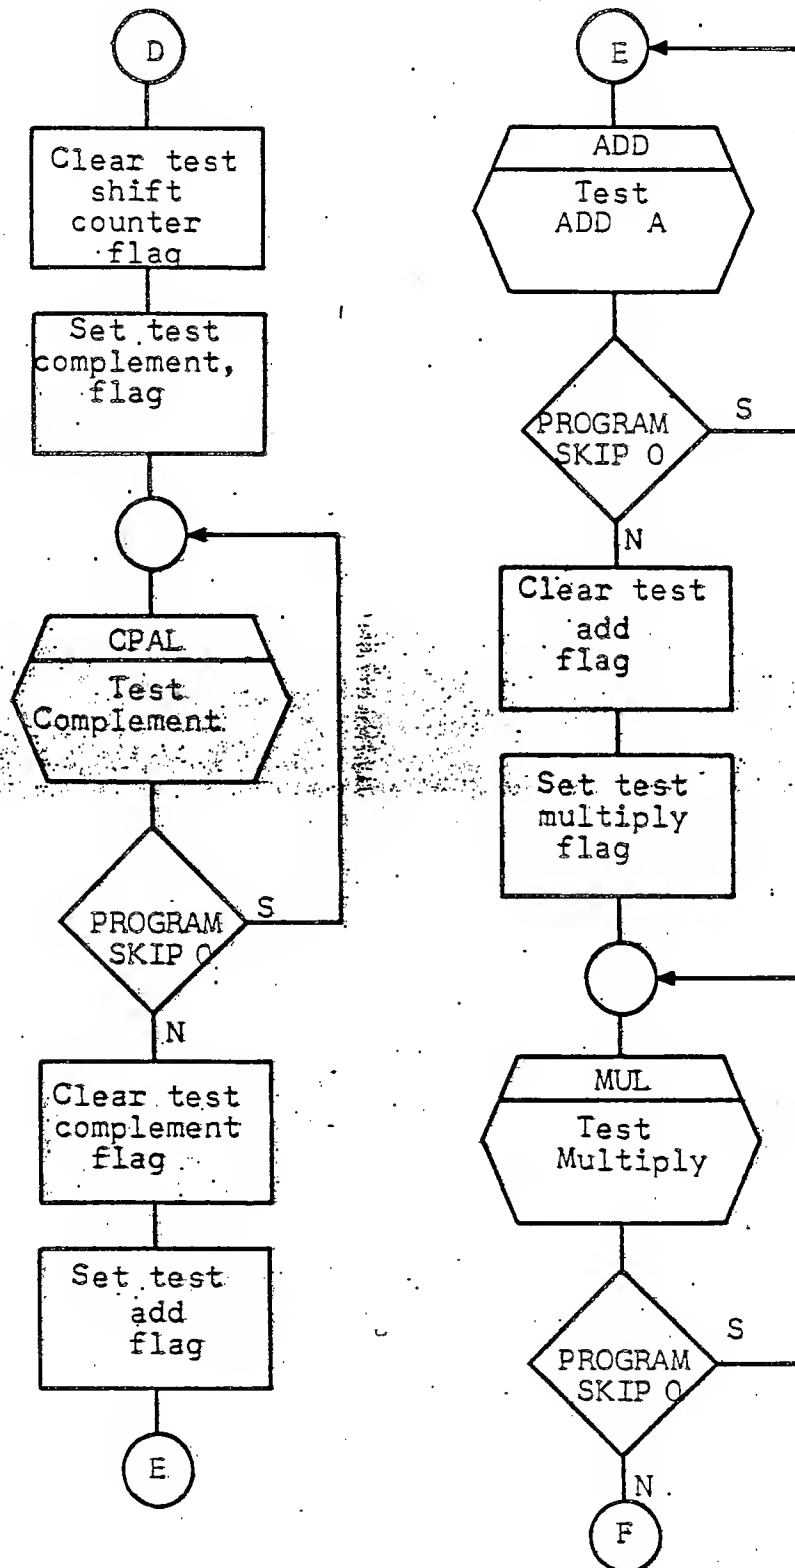 D
Clear test
shift
counter
flag
Set test
complement,
flag
CPAL
Test
Complement
PROGRAM
SKIP 0
S
N
Clear test
complement
flag
Set test
add
flag
E
E
ADD
Test
ADD A
PROGRAM
SKIP 0
S
N
Clear test
add
flag
Set test
multiply
flag
MUL
Test
Multiply
PROGRAM
SKIP 0
S
N
F